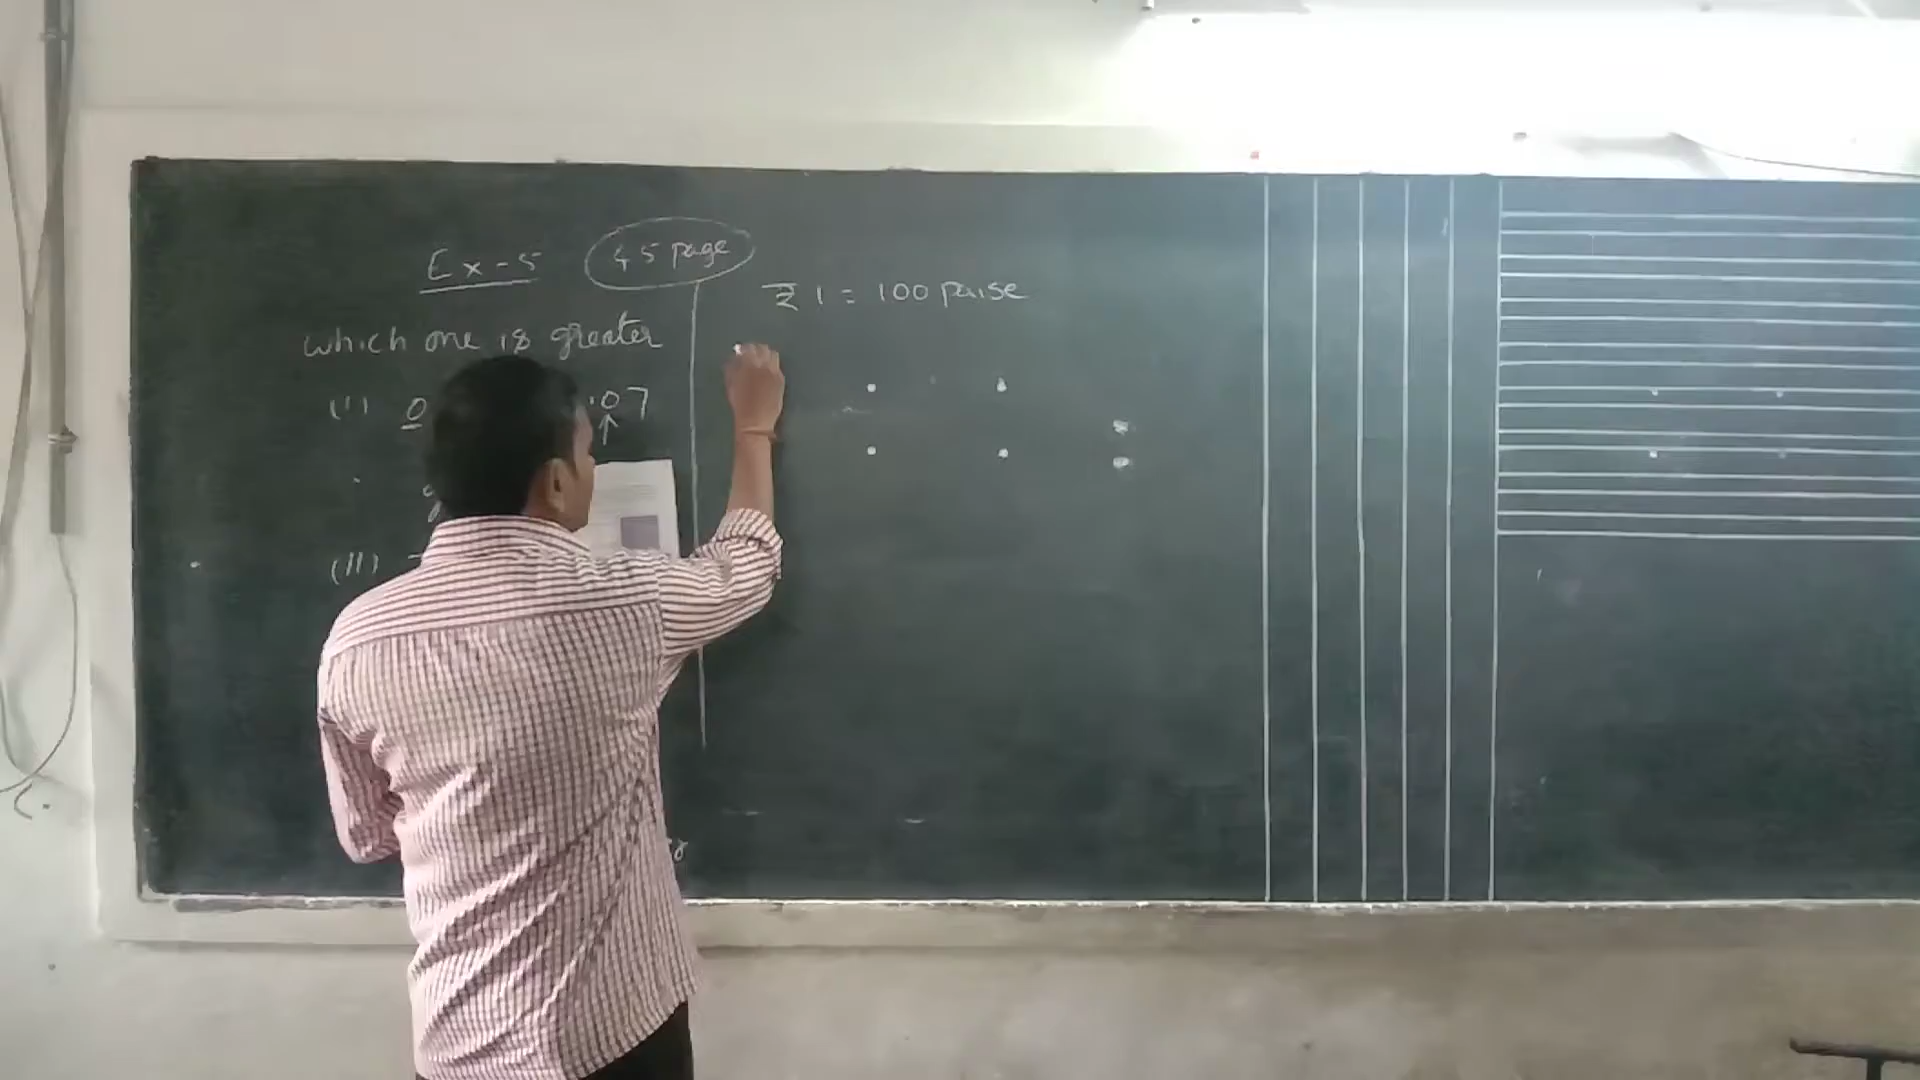 Ex-5 45 page
which one is greater
(i) 0 .07
(ii)
₹ 1 = 100 paise